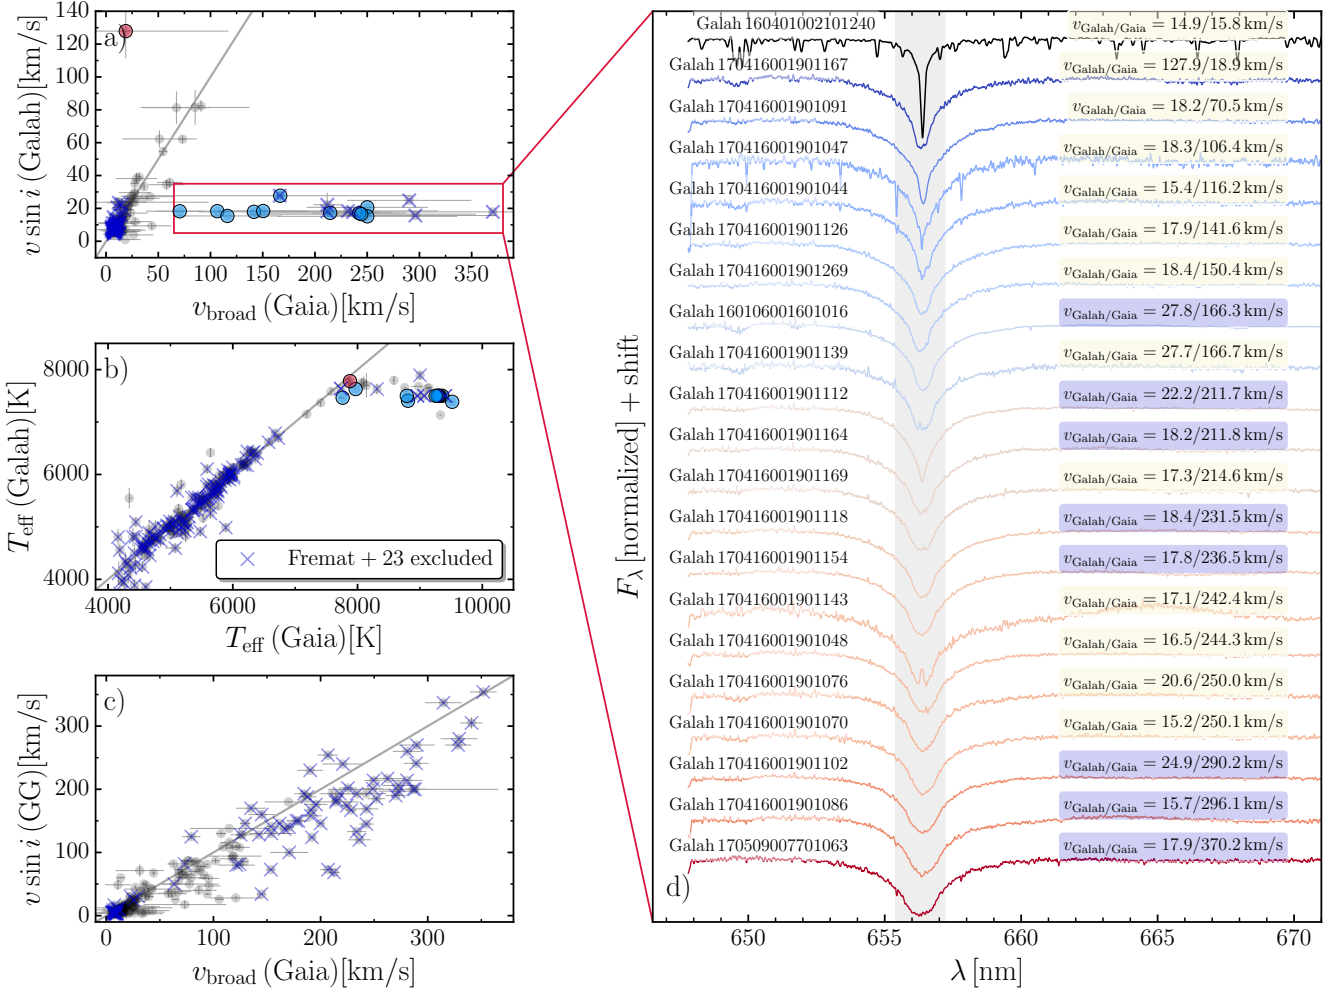 a)
140
120
100
80
60
40
20
0
v sin i (Galah)[km/s]
0 50 100 150 200 250 300 350
v_broad (Gaia)[km/s]
b)
8000
6000
4000
T_eff (Galah)[K]
Fremat + 23 excluded
4000 6000 8000 10000
T_eff (Gaia)[K]
c)
300
200
100
0
v sin i (GG)[km/s]
0 100 200 300
v_broad (Gaia)[km/s]
F_λ [normalized] + shift
Galah 160401002101240 v_Galah/Gaia = 14.9/15.8 km/s
Galah 170416001901167 v_Galah/Gaia = 127.9/18.9 km/s
Galah 170416001901091 v_Galah/Gaia = 18.2/70.5 km/s
Galah 170416001901047 v_Galah/Gaia = 18.3/106.4 km/s
Galah 170416001901044 v_Galah/Gaia = 15.4/116.2 km/s
Galah 170416001901126 v_Galah/Gaia = 17.9/141.6 km/s
Galah 170416001901269 v_Galah/Gaia = 18.4/150.4 km/s
Galah 160106001601016 v_Galah/Gaia = 27.8/166.3 km/s
Galah 170416001901139 v_Galah/Gaia = 27.7/166.7 km/s
Galah 170416001901112 v_Galah/Gaia = 22.2/211.7 km/s
Galah 170416001901164 v_Galah/Gaia = 18.2/211.8 km/s
Galah 170416001901169 v_Galah/Gaia = 17.3/214.6 km/s
Galah 170416001901118 v_Galah/Gaia = 18.4/231.5 km/s
Galah 170416001901154 v_Galah/Gaia = 17.8/236.5 km/s
Galah 170416001901143 v_Galah/Gaia = 17.1/242.4 km/s
Galah 170416001901048 v_Galah/Gaia = 16.5/244.3 km/s
Galah 170416001901076 v_Galah/Gaia = 20.6/250.0 km/s
Galah 170416001901070 v_Galah/Gaia = 15.2/250.1 km/s
Galah 170416001901102 v_Galah/Gaia = 24.9/290.2 km/s
Galah 170416001901086 v_Galah/Gaia = 15.7/296.1 km/s
Galah 170509007701063 v_Galah/Gaia = 17.9/370.2 km/s
d)
650 655 660 665 670
λ [nm]